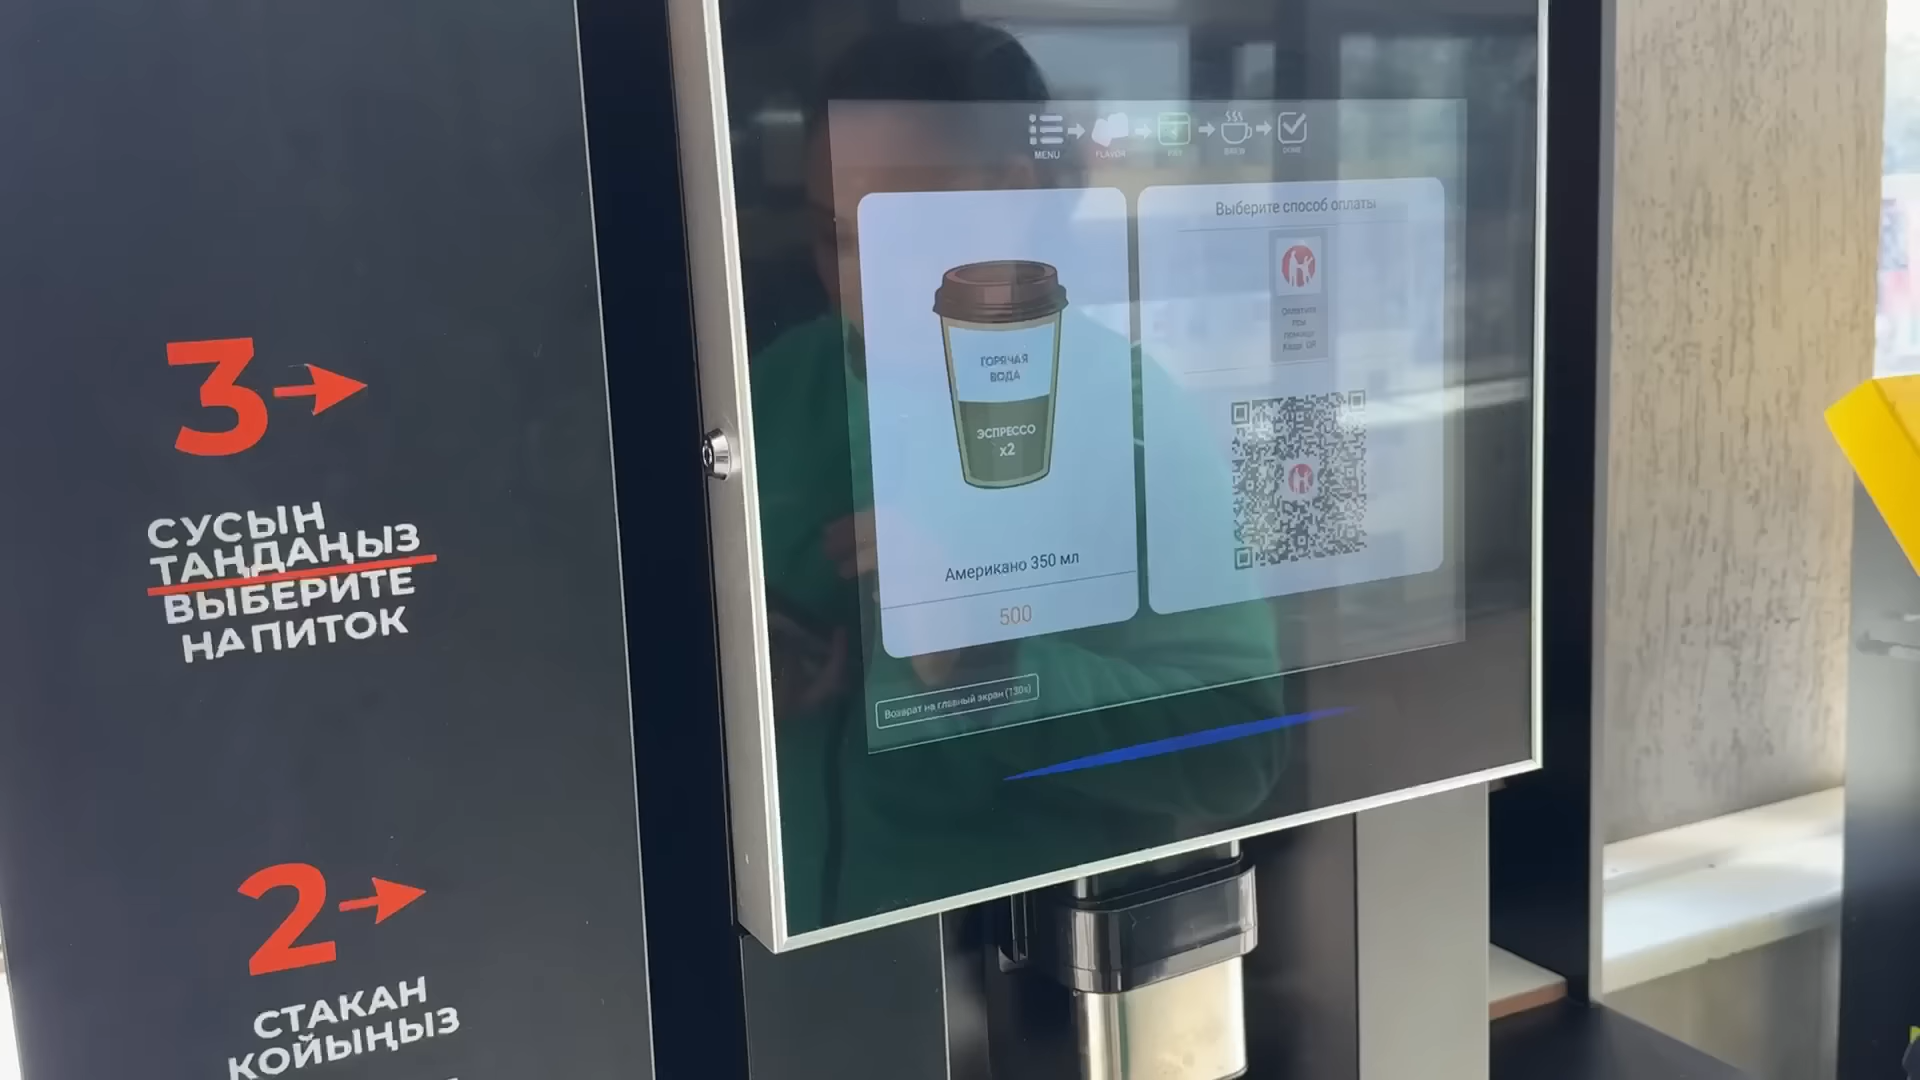 3
СУСЫН
ТАҢДАҢЫЗ
ВЫБЕРИТЕ
НАПИТОК
2
СТАКАН
КОЙЫҢЫЗ
MENU
FLAVOR
PAY
BREW
DONE
ГОРЯЧАЯ
ВОДА
ЭСПРЕССО
x2
Американо 350 мл
500
Выберите способ оплаты
Возврат на главный экран (130s)